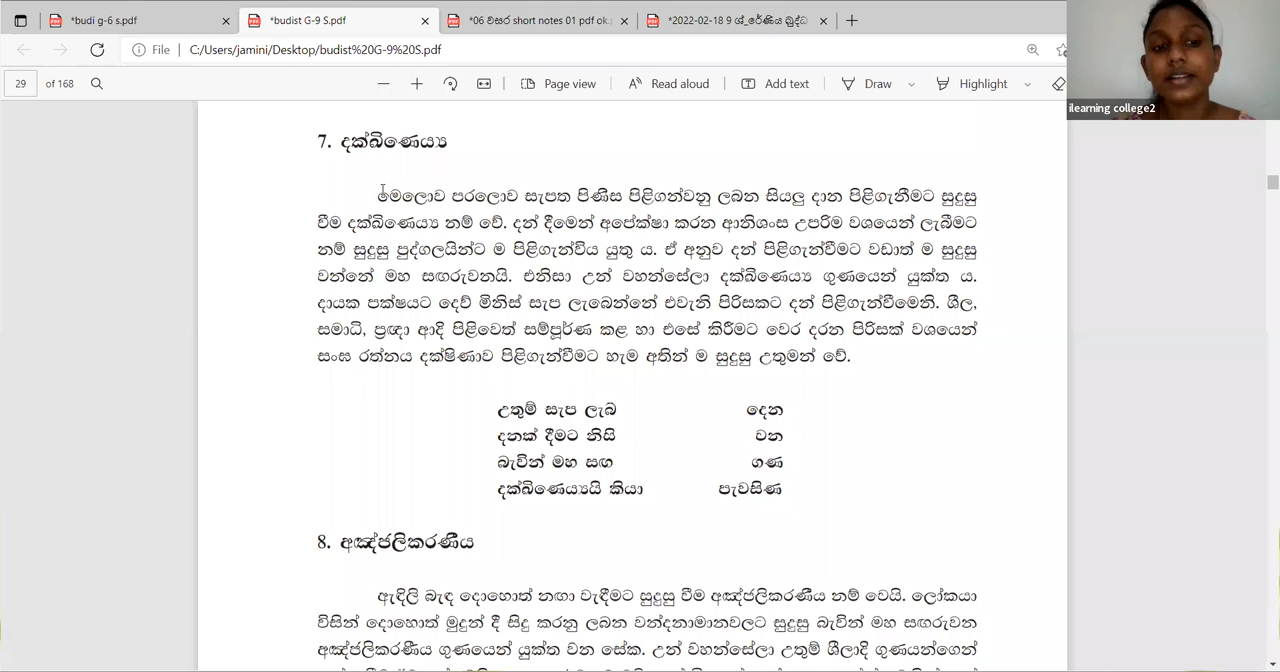 *budi g-6 s.pdf
*budist G-9 S.pdf
*06 වසර short notes 01 pdf ok.
*2022-02-18 9 ශ්‍රේණිය බුද්ධ
File
C:/Users/jamini/Desktop/budist%20G-9%20S.pdf
29 of 168
Page view
Read aloud
Add text
Draw
Highlight
ilearning college2
7. දක්ඛිණෙය්‍ය
මෙලොව පරලොව සැපත පිණිස පිළිගන්වනු ලබන සියලු දාන පිළිගැනීමට සුදුසු
වීම දක්ඛිණෙය්‍ය නම් වේ. දන් දීමෙන් අපේක්ෂා කරන ආනිශංස උපරිම වශයෙන් ලැබීමට
නම් සුදුසු පුද්ගලයින්ට ම පිළිගැන්විය යුතු ය. ඒ අනුව දන් පිළිගැන්වීමට වඩාත් ම සුදුසු
වන්නේ මහ සඟරුවනයි. එනිසා උන් වහන්සේලා දක්ඛිණෙය්‍ය ගුණයෙන් යුක්ත ය.
දායක පක්ෂයට දෙව් මිනිස් සැප ලැබෙන්නේ එවැනි පිරිසකට දන් පිළිගැන්වීමෙනි. ශීල,
සමාධි, ප්‍රඥා ආදි පිළිවෙත් සම්පූර්ණ කළ හා එසේ කිරීමට වෙර දරන පිරිසක් වශයෙන්
සංඝ රත්නය දක්ෂිණාව පිළිගැන්වීමට හැම අතින් ම සුදුසු උතුමන් වේ.
උතුම් සැප ලැබ දෙන
දනක් දීමට නිසි වන
බැවින් මහ සඟ ගණ
දක්ඛිණෙය්‍යයි කියා පැවසිණ
8. අඤ්ජලිකරණීය
ඇඳිලි බැඳ දොහොත් නඟා වැඳීමට සුදුසු වීම අඤ්ජලිකරණීය නම් වෙයි. ලෝකයා
විසින් දොහොත් මුදුන් දී සිදු කරනු ලබන වන්දනාමානවලට සුදුසු බැවින් මහ සඟරුවන
අඤ්ජලිකරණීය ගුණයෙන් යුක්ත වන සේක. උන් වහන්සේලා උතුම් ශීලාදි ගුණයන්ගෙන්